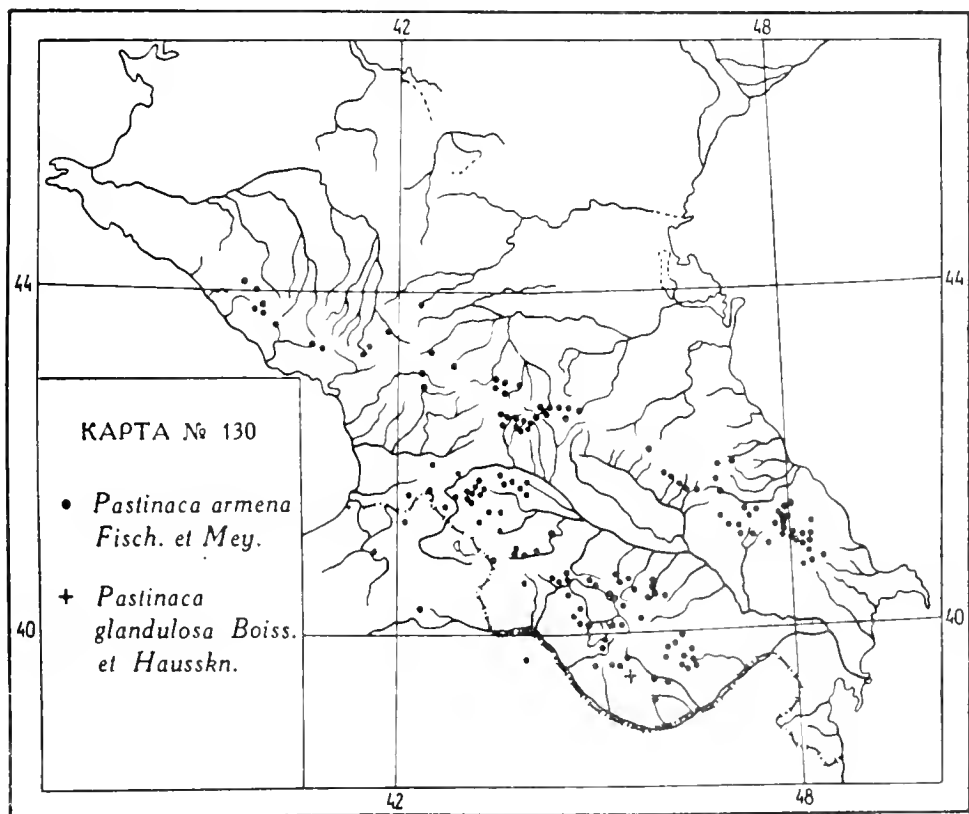 42 48
44 44
КАРТА № 130
• Pastinaca armena
Fisch. et Mey.
+ Pastinaca
glandulosa Boiss.
et Hausskn.
40 40
42 48